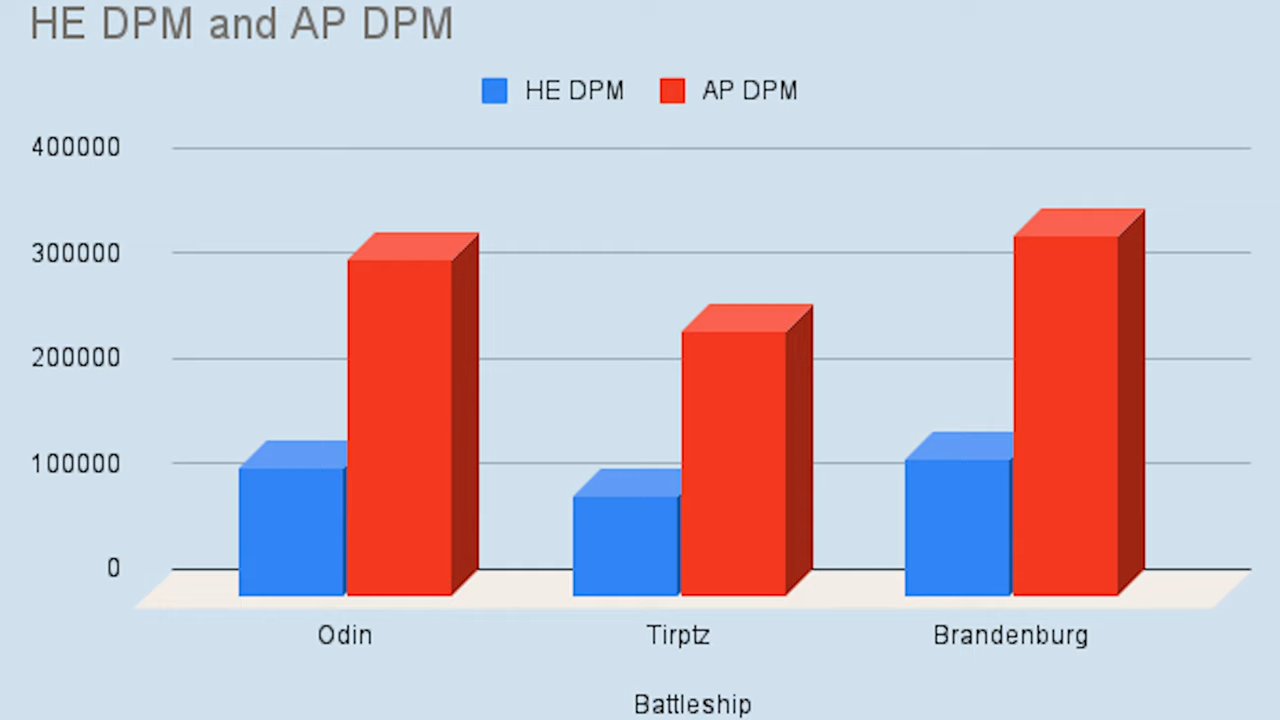 HE DPM and AP DPM
HE DPM AP DPM
400000
300000
200000
100000
0
Odin Tirptz Brandenburg
Battleship